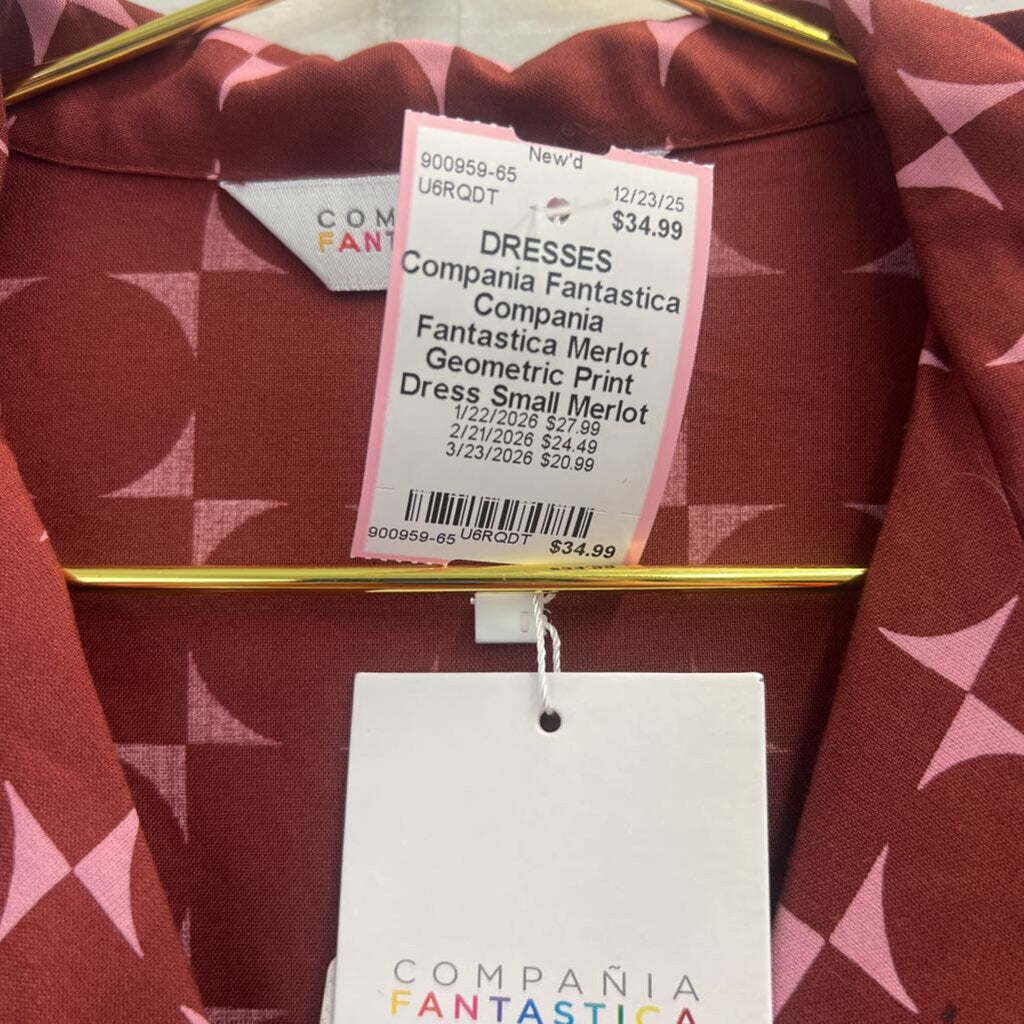 New'd
900959-65
U6RQDT
12/23/25
$34.99
DRESSES
Compania Fantastica
Compania
Fantastica Merlot
Geometric Print
Dress Small Merlot
1/22/2026 $27.99
2/21/2026 $24.49
3/23/2026 $20.99
900959-65 U6RQDT $34.99
COM
FANT
COMPAÑIA
FANTASTICA